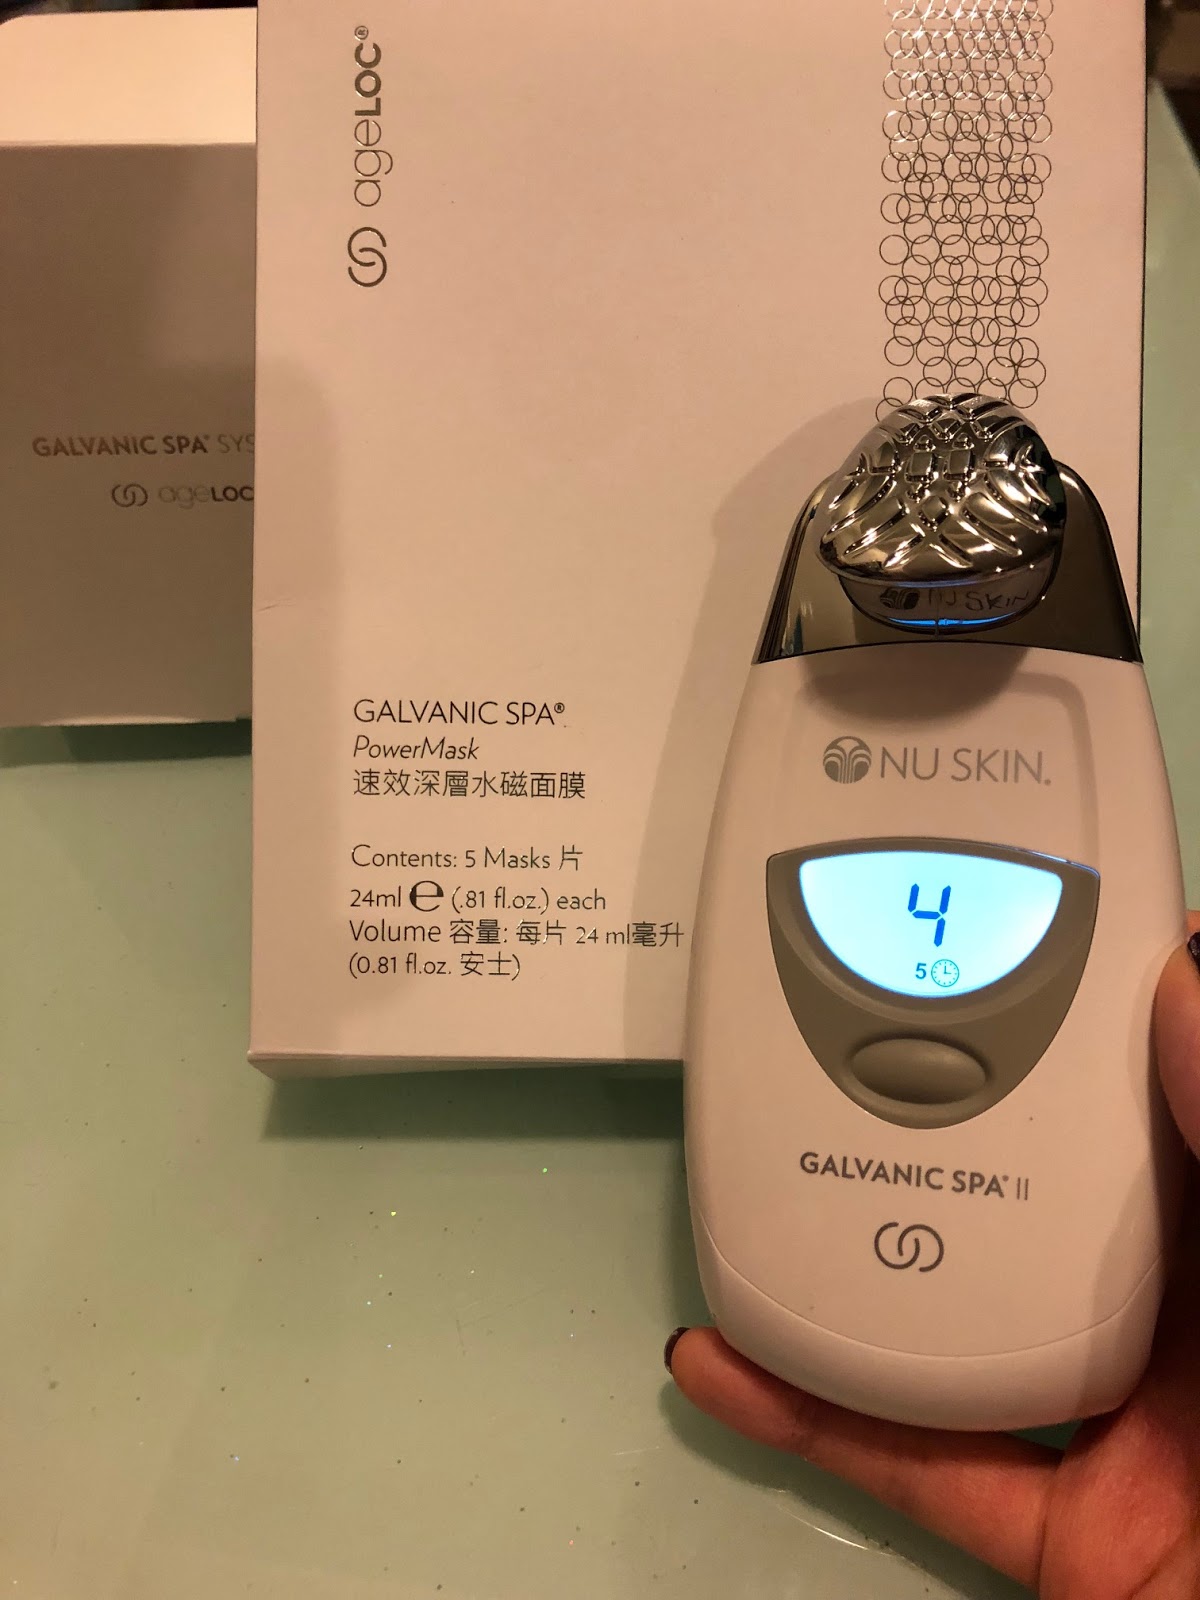 ageLOC®
GALVANIC SPA® SYS
ageLOC
GALVANIC SPA®
PowerMask
速效深層水磁面膜
Contents: 5 Masks 片
24ml ℮ (.81 fl.oz.) each
Volume 容量: 每片 24 ml毫升
(0.81 fl.oz. 安士)
NU SKIN
NU SKIN®
4
5
GALVANIC SPA® II